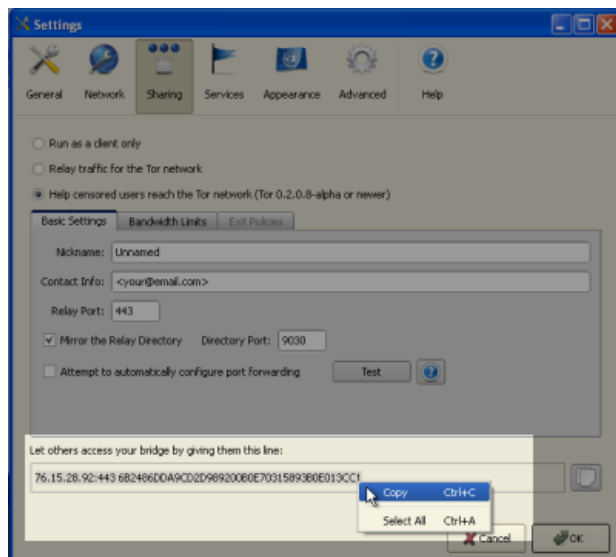 Settings
General Network Sharing Services Appearance Advanced Help
Run as a client only
Relay traffic for the Tor network
Help censored users reach the Tor network (Tor 0.2.0.8-alpha or newer)
Basic Settings Bandwidth Limits Exit Policies
Nickname: Unnamed
Contact Info: <your@email.com>
Relay Port: 443
Mirror the Relay Directory Directory Port: 9030
Attempt to automatically configure port forwarding Test
Let others access your bridge by giving them this line:
76.15.28.92:443 6B2486DDA9CD2D989200B0E70315893B0E013CC1
Copy Ctrl+C
Select All Ctrl+A
Cancel OK